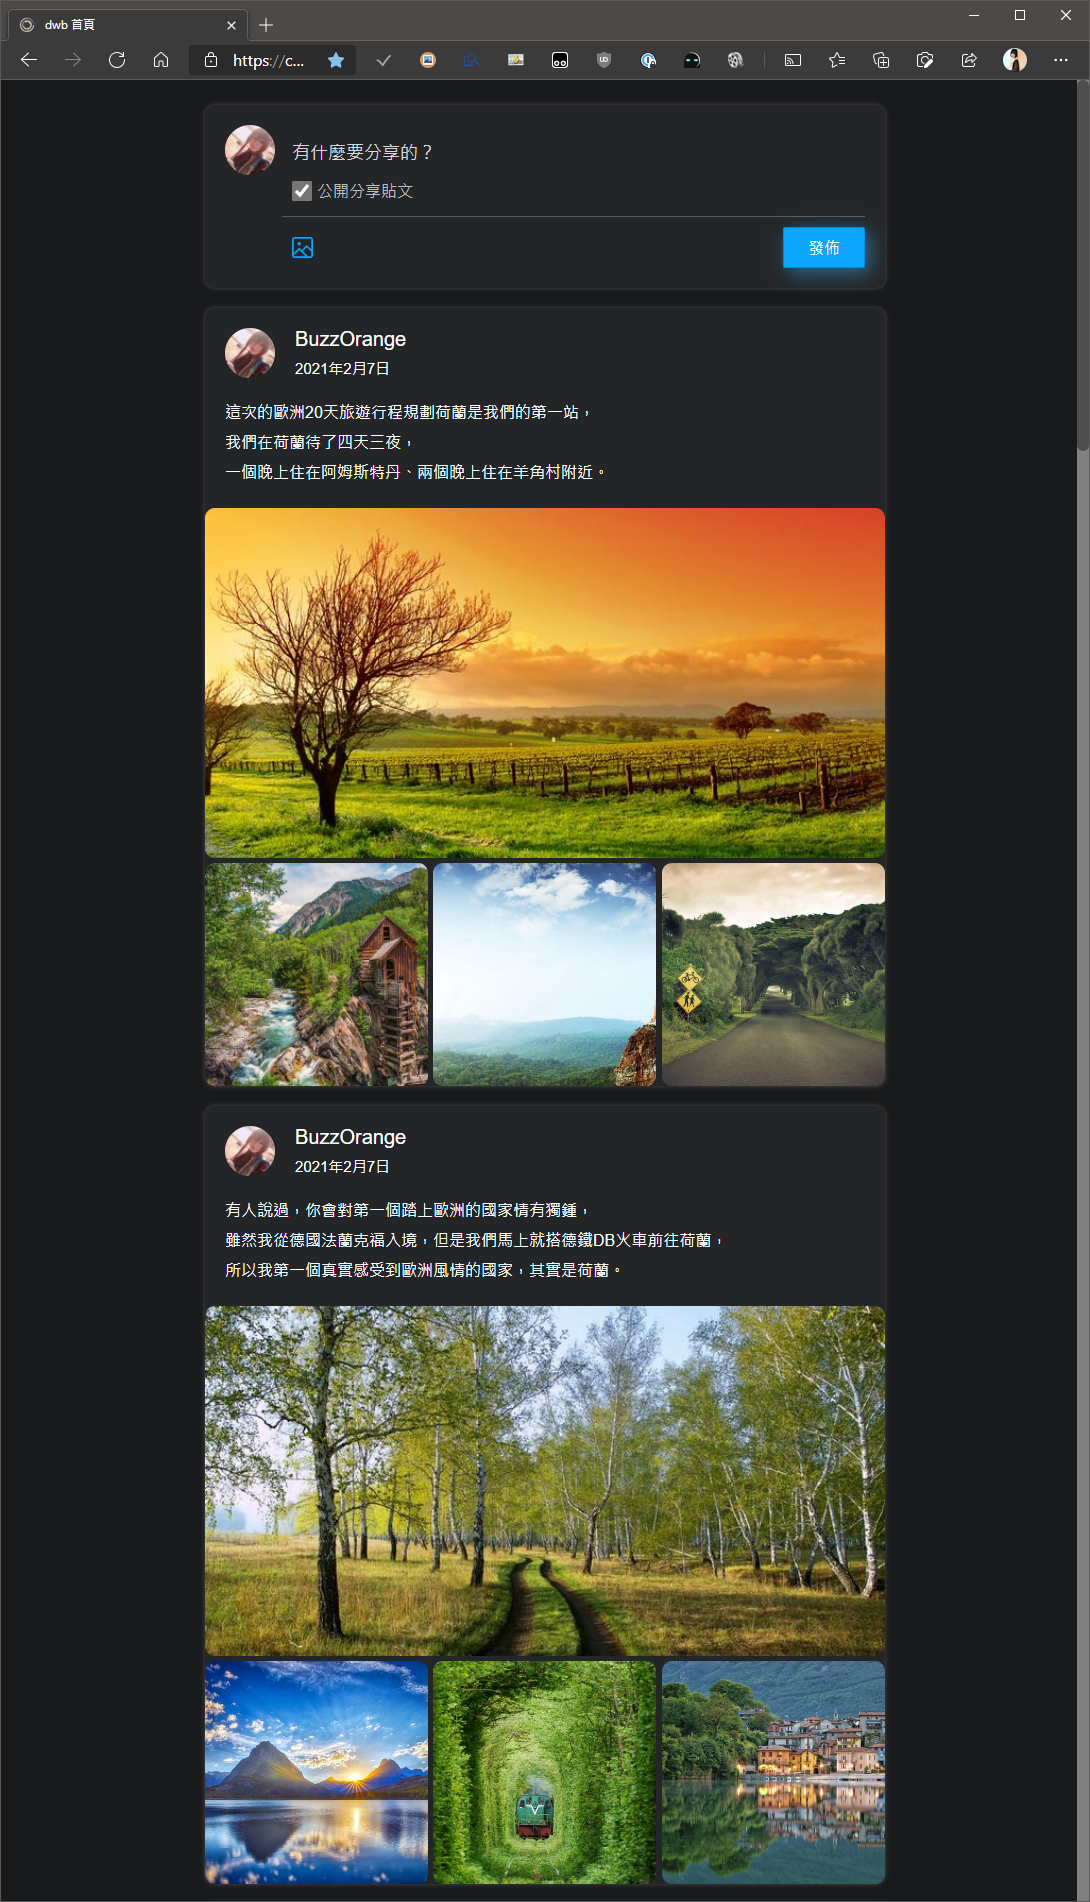 dwb 首頁
https://c...
有什麼要分享的？
公開分享貼文
發佈
BuzzOrange
2021年2月7日
這次的歐洲20天旅遊行程規劃荷蘭是我們的第一站，
我們在荷蘭待了四天三夜，
一個晚上住在阿姆斯特丹、兩個晚上住在羊角村附近。
BuzzOrange
2021年2月7日
有人說過，你會對第一個踏上歐洲的國家情有獨鍾，
雖然我從德國法蘭克福入境，但是我們馬上就搭德鐵DB火車前往荷蘭，
所以我第一個真實感受到歐洲風情的國家，其實是荷蘭。